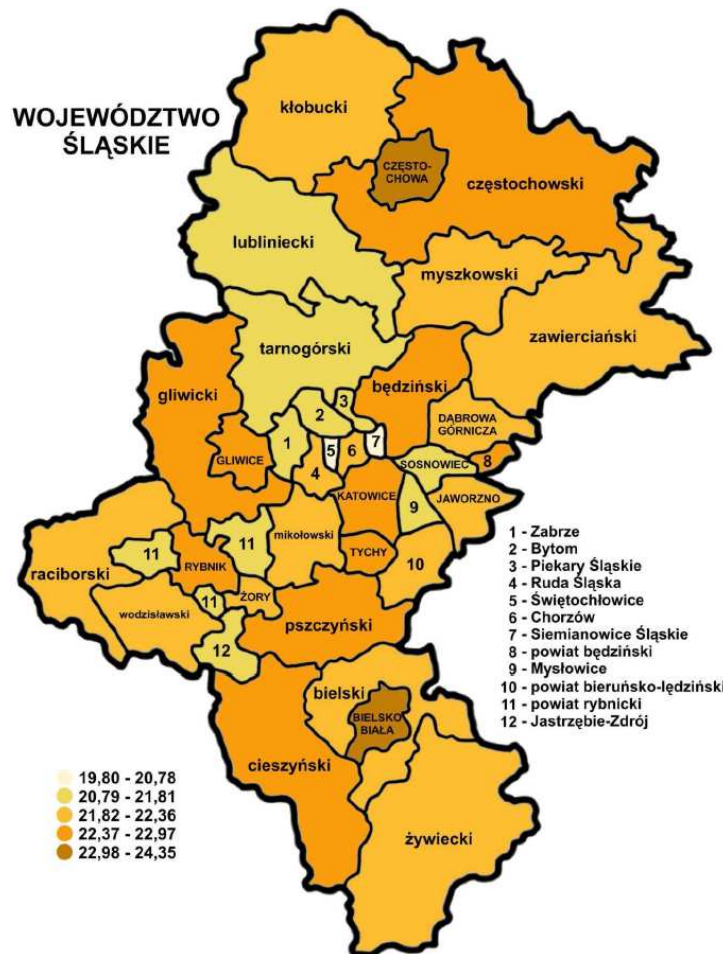 WOJEWÓDZTWO
ŚLĄSKIE
kłobucki
CZĘSTO-
CHOWA
częstochowski
lubliniecki
myszkowski
zawierciański
tarnogórski
gliwicki
będziński
3
2
DĄBROWA
GÓRNICZA
1
5
6
7
GLIWICE
4
SOSNOWIEC
8
KATOWICE
9
JAWORZNO
11
11
mikołowski
raciborski
RYBNIK
TYCHY
10
wodzisławski
11
ŻORY
pszczyński
12
bielski
BIELSKO
BIAŁA
cieszyński
żywiecki
1 - Zabrze
2 - Bytom
3 - Piekary Śląskie
4 - Ruda Śląska
5 - Świętochłowice
6 - Chorzów
7 - Siemianowice Śląskie
8 - powiat będziński
9 - Mysłowice
10 - powiat bieruńsko-lędziński
11 - powiat rybnicki
12 - Jastrzębie-Zdrój
19,80 - 20,78
20,79 - 21,81
21,82 - 22,36
22,37 - 22,97
22,98 - 24,35